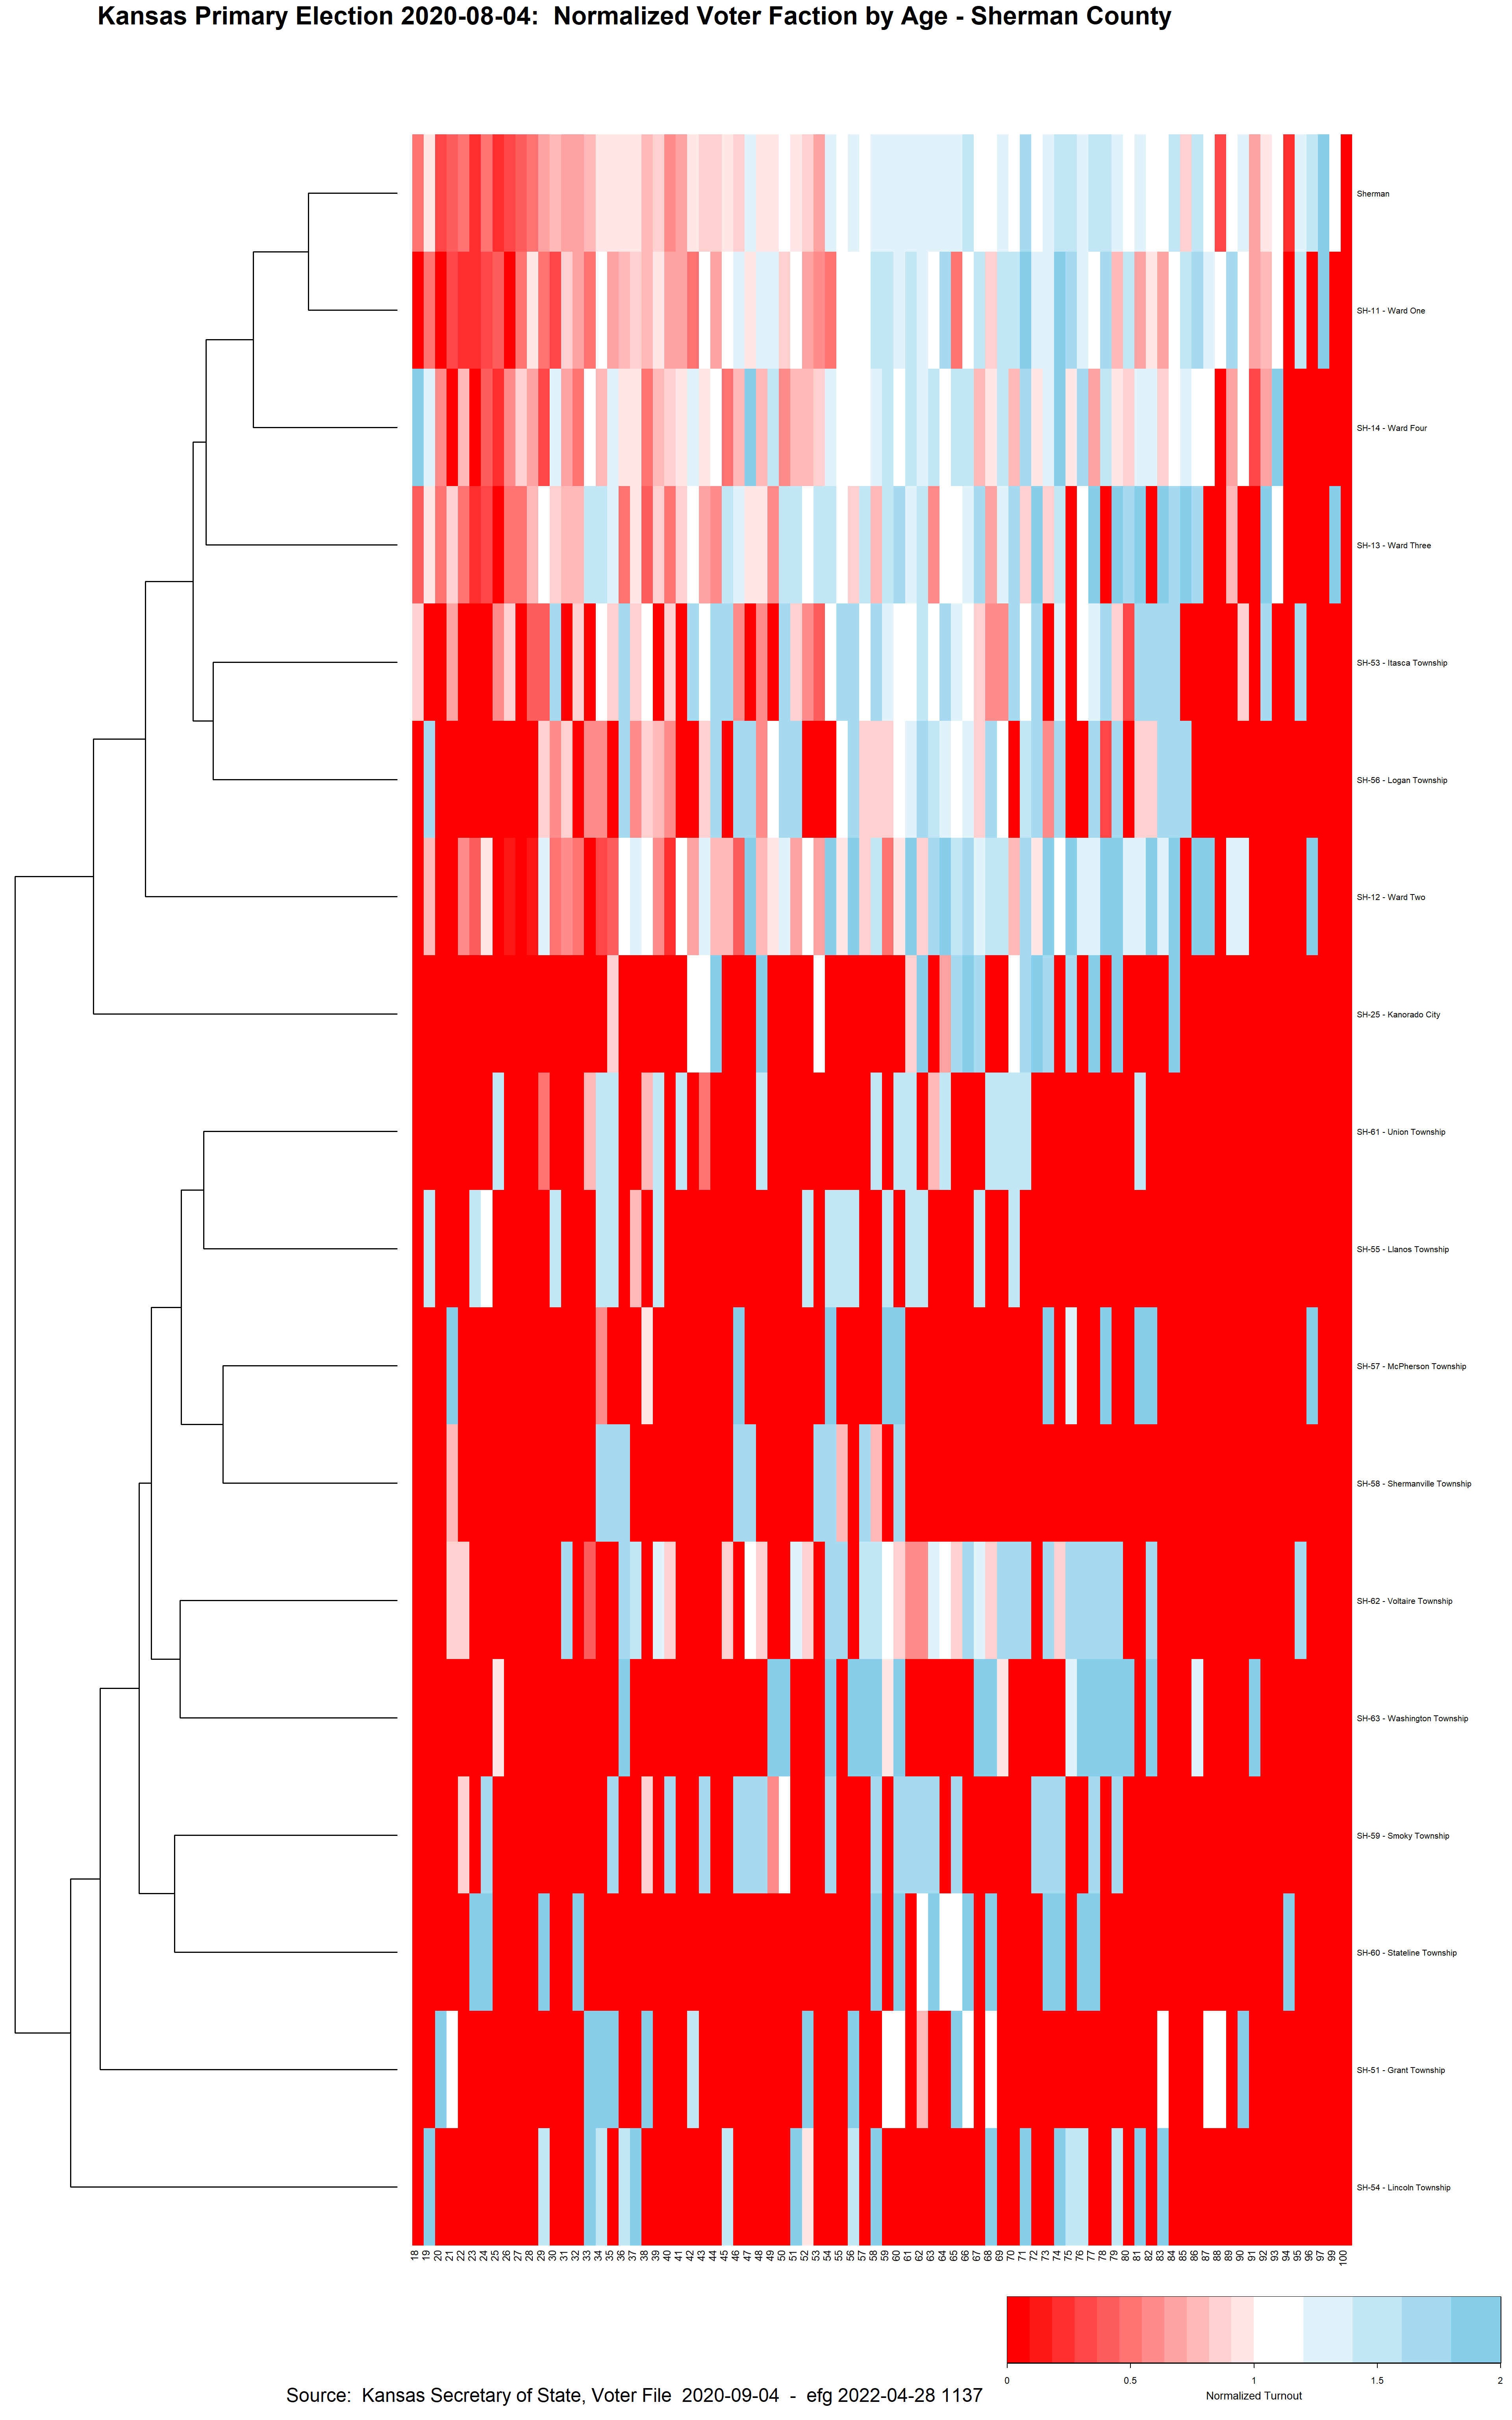 Kansas Primary Election 2020-08-04:  Normalized Voter Faction by Age - Sherman County
Sherman
SH-11 - Ward One
SH-14 - Ward Four
SH-13 - Ward Three
SH-53 - Itasca Township
SH-56 - Logan Township
SH-12 - Ward Two
SH-25 - Kanorado City
SH-61 - Union Township
SH-55 - Llanos Township
SH-57 - McPherson Township
SH-58 - Shermanville Township
SH-62 - Voltaire Township
SH-63 - Washington Township
SH-59 - Smoky Township
SH-60 - Stateline Township
SH-51 - Grant Township
SH-54 - Lincoln Township
18 19 20 21 22 23 24 25 26 27 28 29 30 31 32 33 34 35 36 37 38 39 40 41 42 43 44 45 46 47 48 49 50 51 52 53 54 55 56 57 58 59 60 61 62 63 64 65 66 67 68 69 70 71 72 73 74 75 76 77 78 79 80 81 82 83 84 85 86 87 88 89 90 91 92 93 94 95 96 97 99 100
0 0.5 1 1.5 2
Normalized Turnout
Source:  Kansas Secretary of State, Voter File  2020-09-04  -  efg 2022-04-28 1137